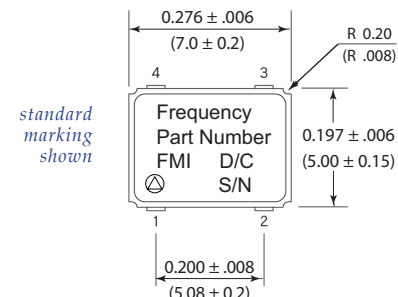 0.276 ± .006
(7.0 ± 0.2)
R 0.20
(R .008)
4 3
standard
marking
shown
Frequency
Part Number
FMI D/C
S/N
0.197 ± .006
(5.00 ± 0.15)
1 2
0.200 ± .008
(5.08 ± 0.2)